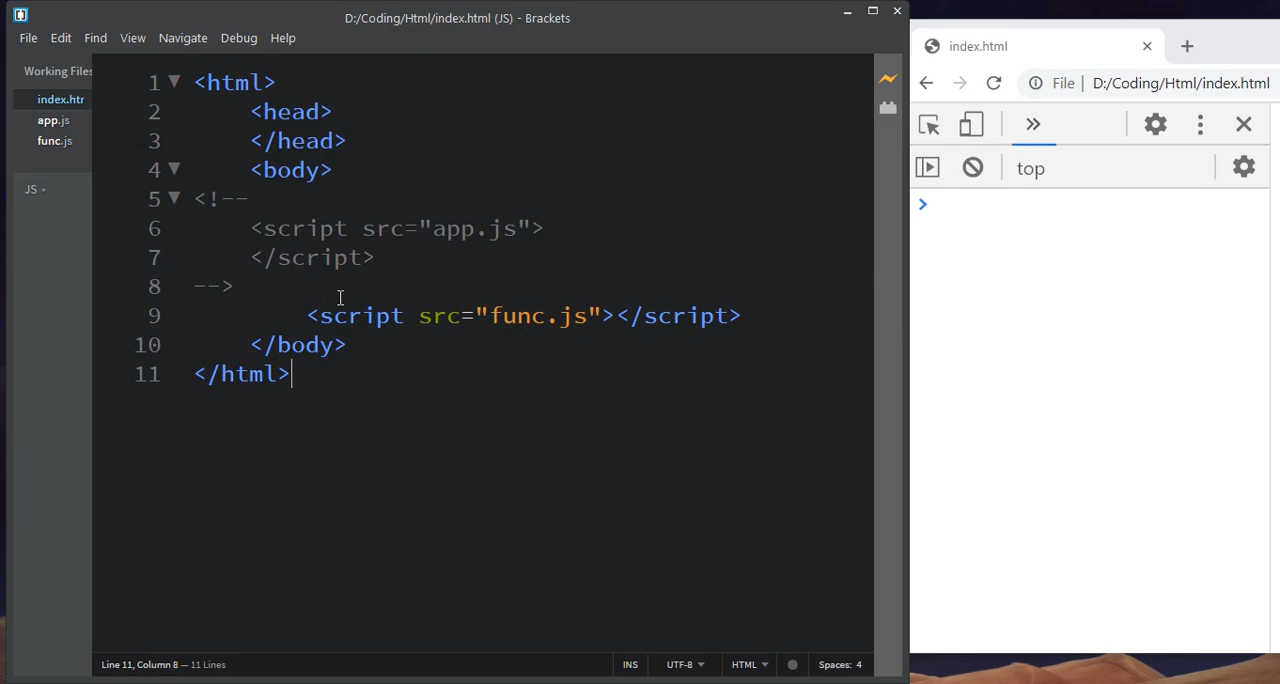 D:/Coding/Html/index.html (JS) - Brackets
File Edit Find View Navigate Debug Help
Working Files
index.htr
app.js
func.js
JS
1 <html>
2 <head>
3 </head>
4 <body>
5 <!--
6 <script src="app.js">
7 </script>
8 -->
9 <script src="func.js"></script>
10 </body>
11 </html>
Line 11, Column 8 — 11 Lines
INS UTF-8 HTML Spaces: 4
index.html
File | D:/Coding/Html/index.html
top